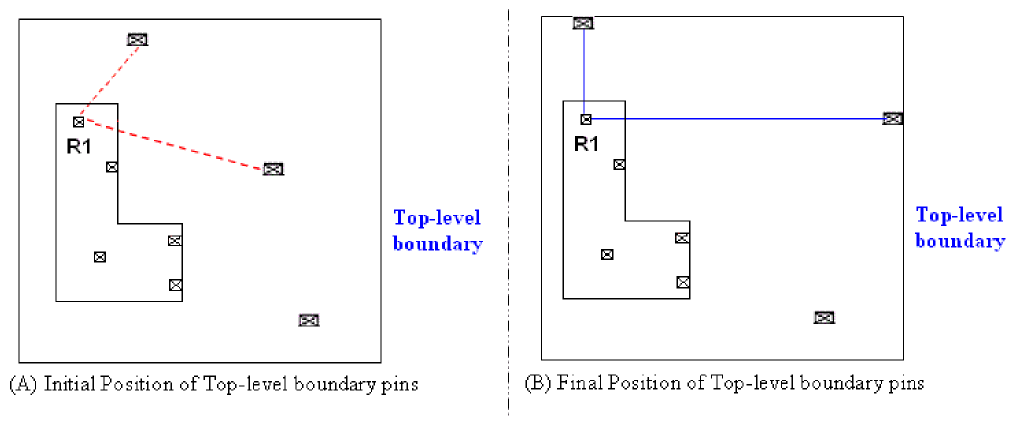 R1
Top-level
boundary
(A) Initial Position of Top-level boundary pins
R1
Top-level
boundary
(B) Final Position of Top-level boundary pins